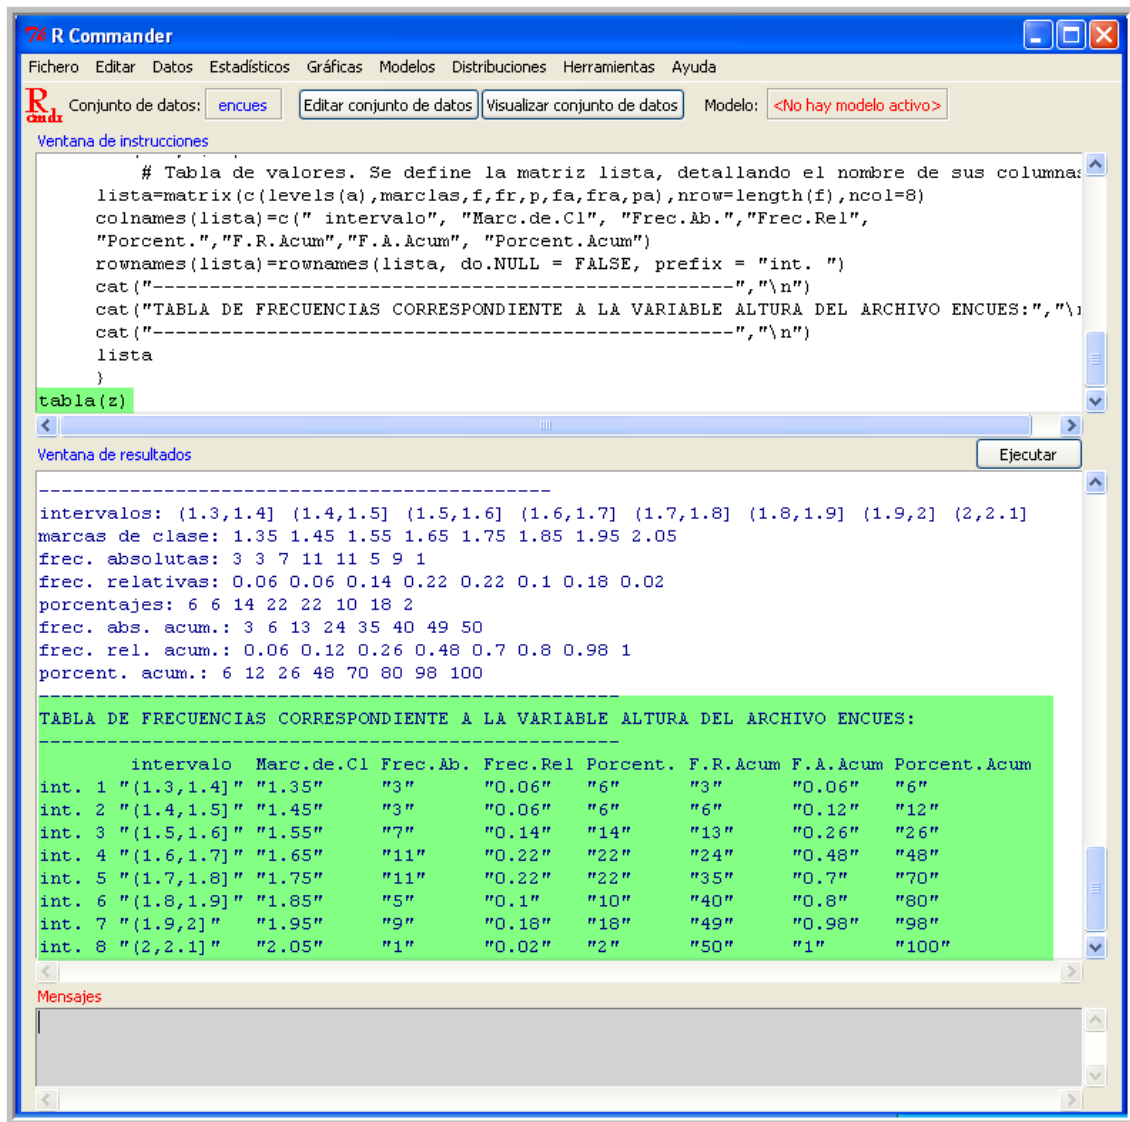 R Commander
Fichero Editar Datos Estadísticos Gráficas Modelos Distribuciones Herramientas Ayuda
R cmdr Conjunto de datos: encues Editar conjunto de datos Visualizar conjunto de datos Modelo: <No hay modelo activo>
Ventana de instrucciones
# Tabla de valores. Se define la matriz lista, detallando el nombre de sus columnas
lista=matrix(c(levels(a),marclas,f,fr,p,fa,fra,pa),nrow=length(f),ncol=8)
colnames(lista)=c(" intervalo", "Marc.de.Cl", "Frec.Ab.","Frec.Rel",
"Porcent.","F.R.Acum","F.A.Acum", "Porcent.Acum")
rownames(lista)=rownames(lista, do.NULL = FALSE, prefix = "int. ")
cat("---------------------------------------------------","\n")
cat("TABLA DE FRECUENCIAS CORRESPONDIENTE A LA VARIABLE ALTURA DEL ARCHIVO ENCUES:","\n
cat("---------------------------------------------------","\n")
lista
}
tabla(z)
Ventana de resultados
Ejecutar
---------------------------------------------
intervalos: (1.3,1.4] (1.4,1.5] (1.5,1.6] (1.6,1.7] (1.7,1.8] (1.8,1.9] (1.9,2] (2,2.1]
marcas de clase: 1.35 1.45 1.55 1.65 1.75 1.85 1.95 2.05
frec. absolutas: 3 3 7 11 11 5 9 1
frec. relativas: 0.06 0.06 0.14 0.22 0.22 0.1 0.18 0.02
porcentajes: 6 6 14 22 22 10 18 2
frec. abs. acum.: 3 6 13 24 35 40 49 50
frec. rel. acum.: 0.06 0.12 0.26 0.48 0.7 0.8 0.98 1
porcent. acum.: 6 12 26 48 70 80 98 100
---------------------------------------------------
TABLA DE FRECUENCIAS CORRESPONDIENTE A LA VARIABLE ALTURA DEL ARCHIVO ENCUES:
---------------------------------------------------
intervalo Marc.de.Cl Frec.Ab. Frec.Rel Porcent. F.R.Acum F.A.Acum Porcent.Acum
int. 1 "(1.3,1.4]" "1.35" "3" "0.06" "6" "3" "0.06" "6"
int. 2 "(1.4,1.5]" "1.45" "3" "0.06" "6" "6" "0.12" "12"
int. 3 "(1.5,1.6]" "1.55" "7" "0.14" "14" "13" "0.26" "26"
int. 4 "(1.6,1.7]" "1.65" "11" "0.22" "22" "24" "0.48" "48"
int. 5 "(1.7,1.8]" "1.75" "11" "0.22" "22" "35" "0.7" "70"
int. 6 "(1.8,1.9]" "1.85" "5" "0.1" "10" "40" "0.8" "80"
int. 7 "(1.9,2]" "1.95" "9" "0.18" "18" "49" "0.98" "98"
int. 8 "(2,2.1]" "2.05" "1" "0.02" "2" "50" "1" "100"
Mensajes